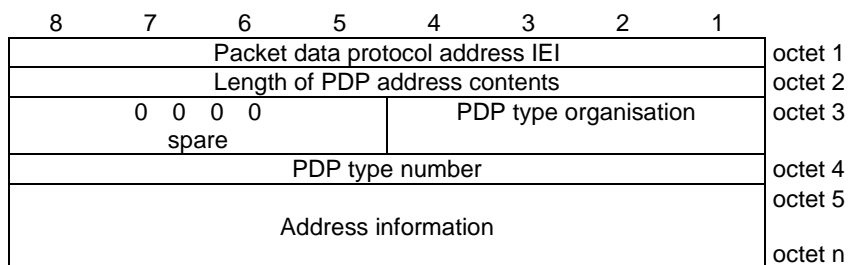 8 7 6 5 4 3 2 1
Packet data protocol address IEI octet 1
Length of PDP address contents octet 2
0 0 0 0 PDP type organisation octet 3
spare
PDP type number octet 4
octet 5
Address information
octet n